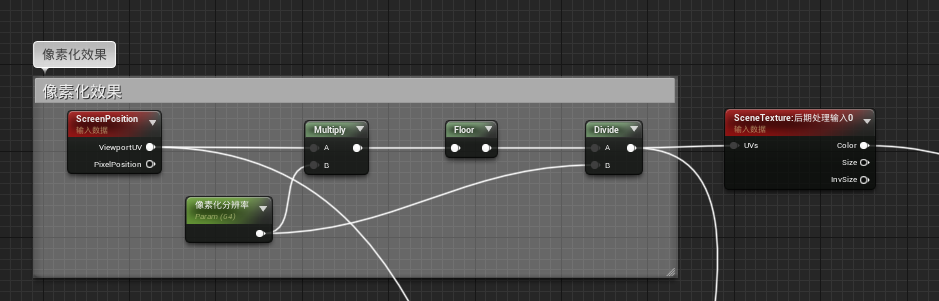 像素化效果
像素化效果
ScreenPosition
输入数据
ViewportUV
PixelPosition
像素化分辨率
Param (64)
Multiply
A
B
Floor
Divide
A
B
SceneTexture:后期处理输入0
输入数据
UVs
Color
Size
InvSize